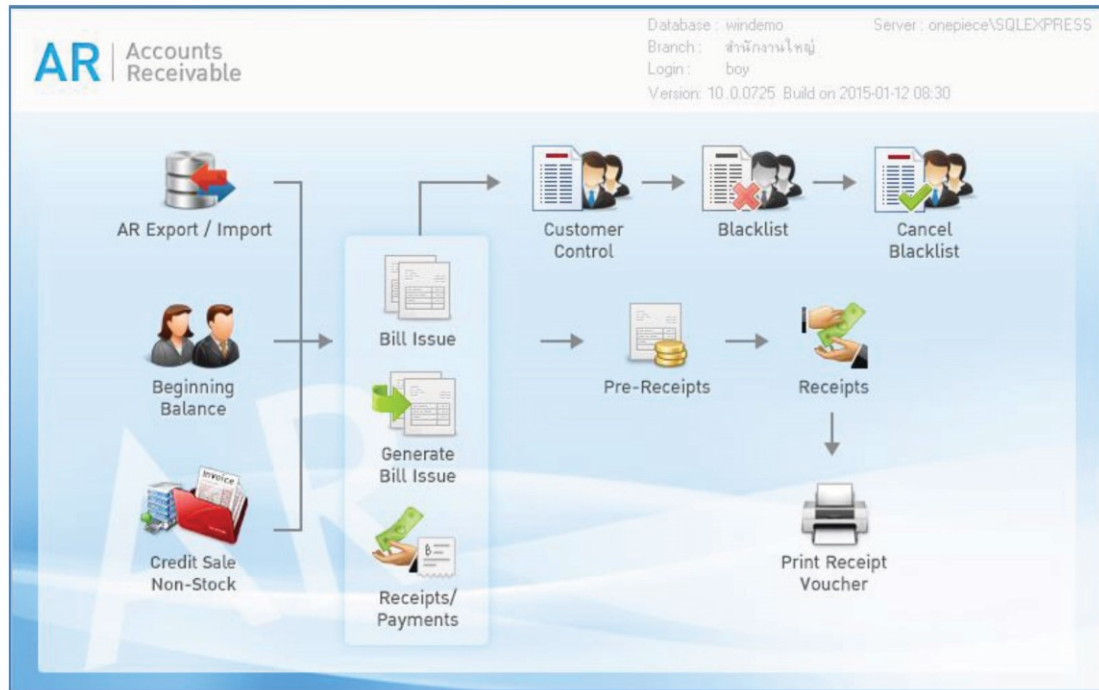 Database : windemo Server : onepiece\SQLEXPRESS
Branch : สำนักงานใหญ่
Login : boy
Version: 10.0.0725 Build on 2015-01-12 08:30
AR Accounts
Receivable
AR Export / Import
Customer
Control
Blacklist
Cancel
Blacklist
Bill Issue
Beginning
Balance
Pre-Receipts
Receipts
Generate
Bill Issue
Invoice
Credit Sale
Non-Stock
Receipts/
Payments
Print Receipt
Voucher
AR